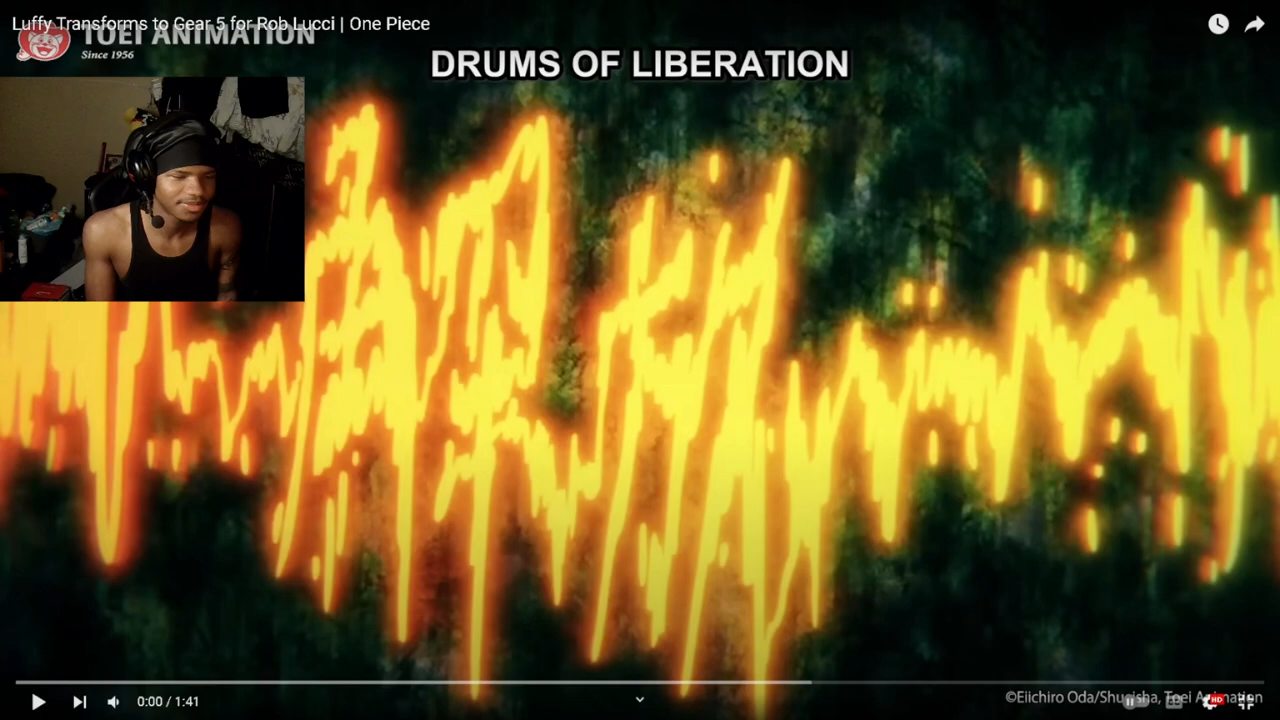 Luffy Transforms to Gear 5 for Rob Lucci | One Piece
TOEI ANIMATION
Since 1956
DRUMS OF LIBERATION
0:00 / 1:41
©Eiichiro Oda/Shueisha, Toei Animation
HD